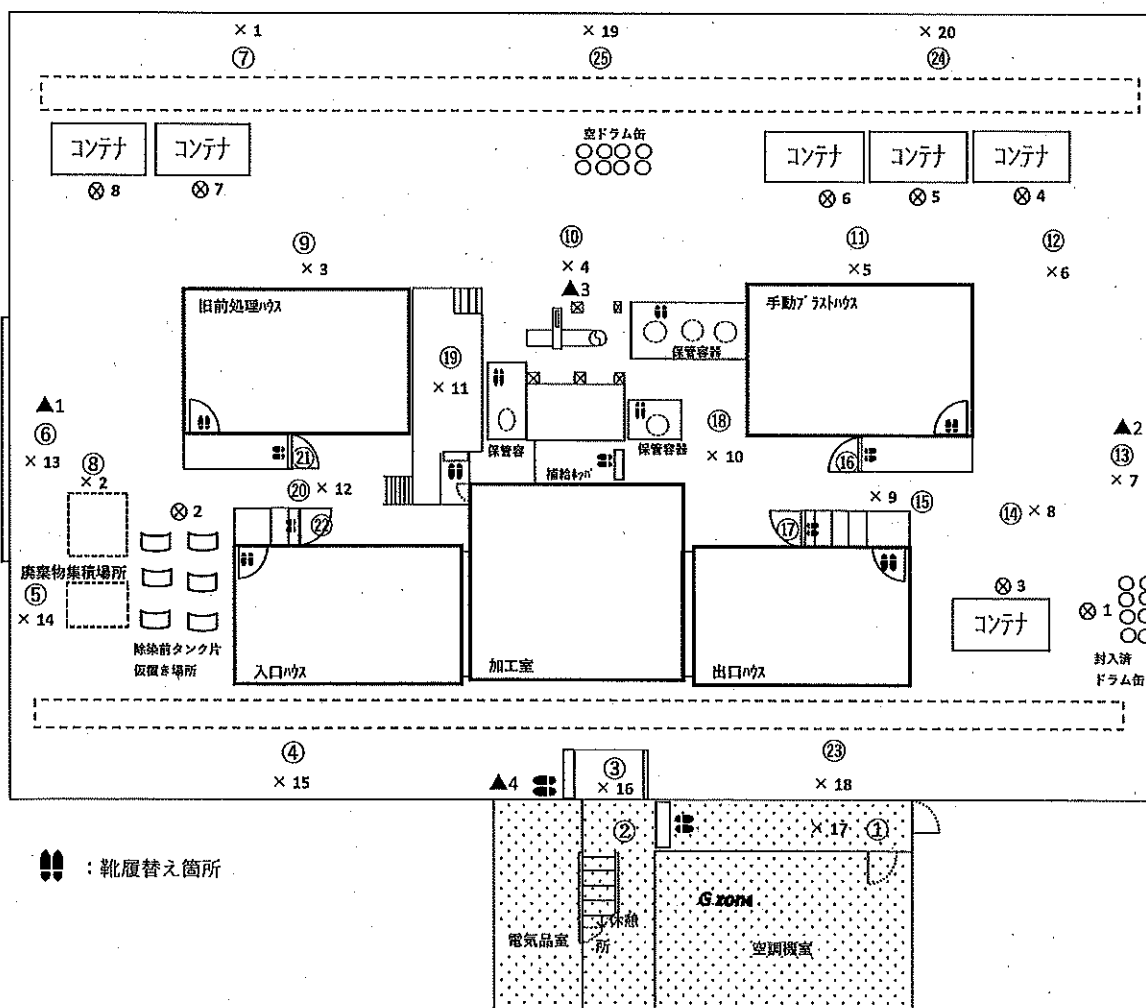 × 1
× 19
× 20
⑦
㉕
㉔
コンテナ
コンテナ
空ドラム缶
コンテナ
コンテナ
コンテナ
⊗ 8
⊗ 7
⊗ 6
⊗ 5
⊗ 4
⑨
⑩
⑪
⑫
× 3
× 4
× 5
× 6
▲3
旧前処理ハウス
手動ブラストハウス
保管容器
⑲
× 11
▲1
⑥
× 13
⑱
× 10
▲2
⑬
× 7
保管容
保管容器
補給ホッパ
⑧
× 2
㉑
⑳ × 12
⑯
× 9 ⑮
⊗ 2
㉒
⑰
⑭ × 8
廃棄物集積場所
⑤
× 14
⊗ 3
⊗ 1
コンテナ
除染前タンク片
仮置き場所
入口ハウス
加工室
出口ハウス
封入済
ドラム缶
④
× 15
▲4
③
× 16
㉓
× 18
②
× 17 ①
:靴履替え箇所
G zone
電気品室
休憩
所
空調機室